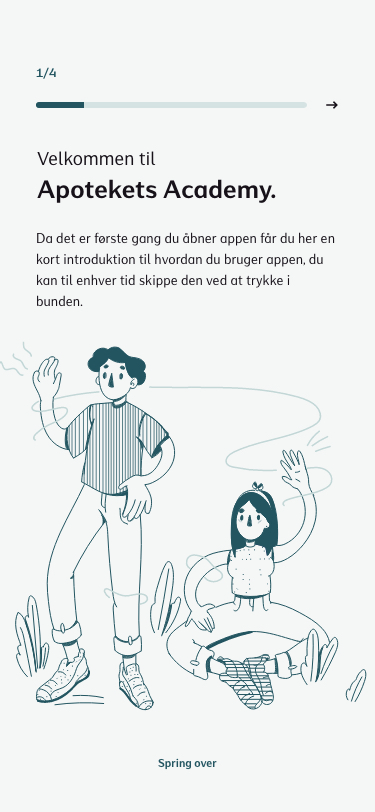 1/4
Velkommen til
Apotekets Academy.
Da det er første gang du åbner appen får du her en
kort introduktion til hvordan du bruger appen, du
kan til enhver tid skippe den ved at trykke i
bunden.
Spring over